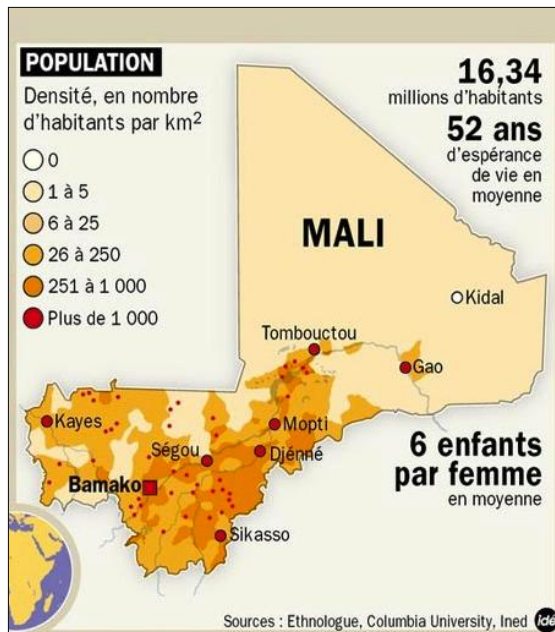 POPULATION
Densité, en nombre
d'habitants par km²
0
1 à 5
6 à 25
26 à 250
251 à 1 000
Plus de 1 000
16,34
millions d'habitants
52 ans
d'espérance
de vie en
moyenne
MALI
Kidal
Tombouctou
Gao
Kayes
Mopti
Ségou
Djénné
Bamako
Sikasso
6 enfants
par femme
en moyenne
Sources : Ethnologue, Columbia University, Ined
idé